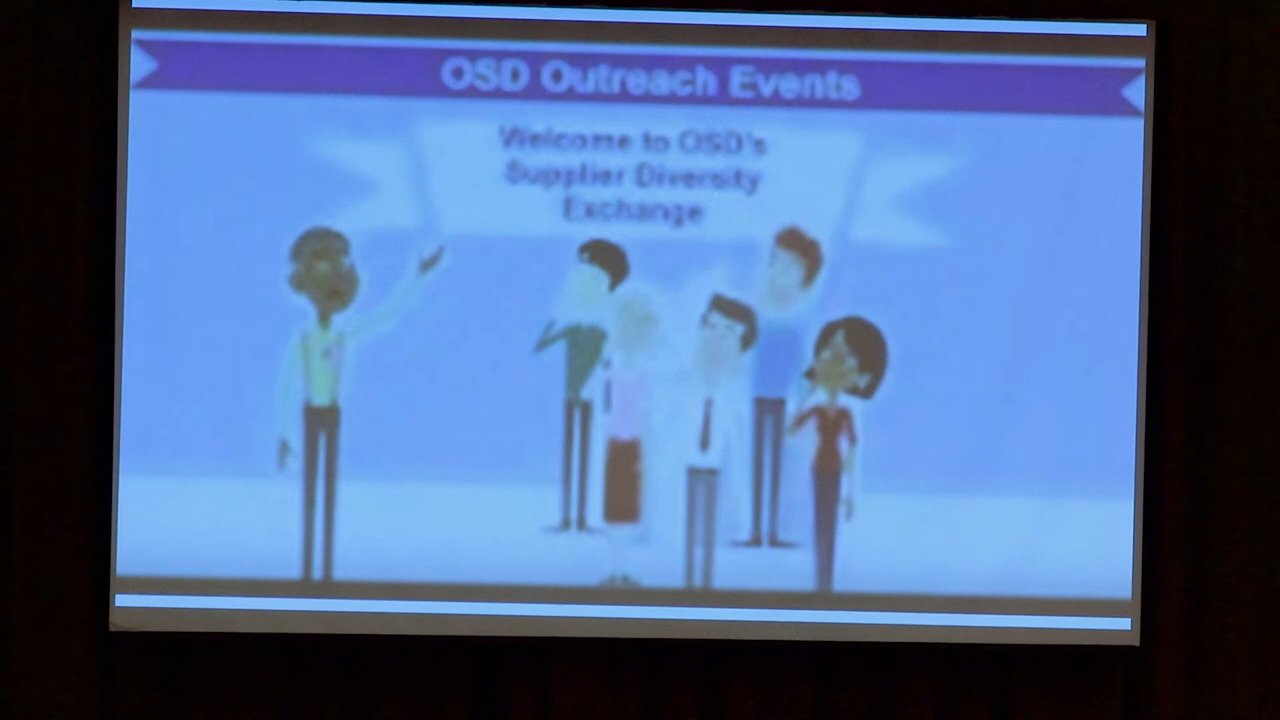 OSD Outreach Events
Welcome to OSD's
Supplier Diversity
Exchange